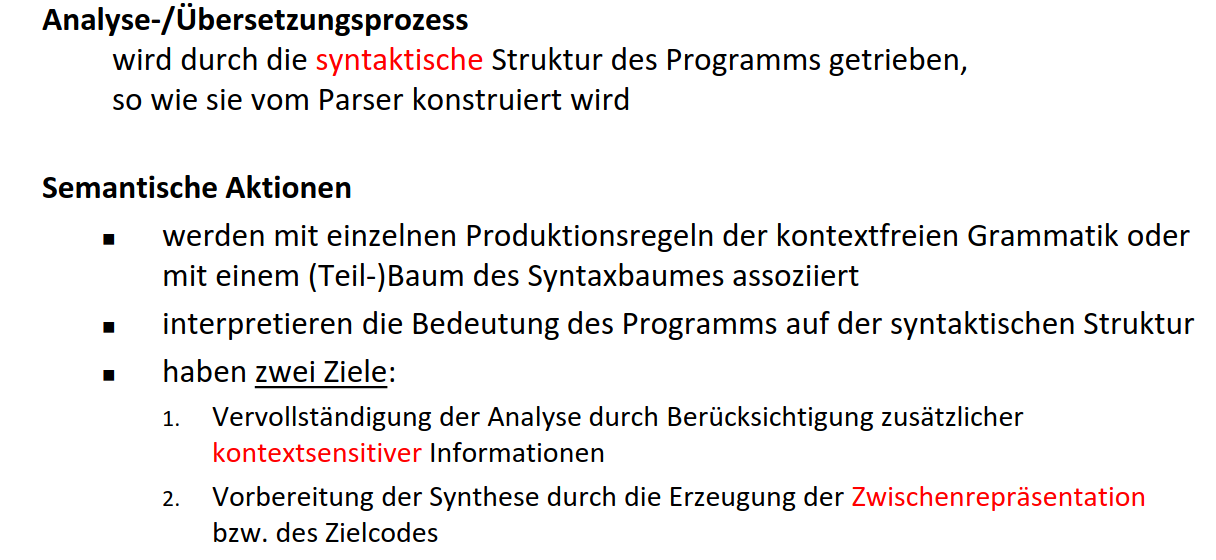 Analyse-/Übersetzungsprozess
wird durch die syntaktische Struktur des Programms getrieben,
so wie sie vom Parser konstruiert wird
Semantische Aktionen
▪ werden mit einzelnen Produktionsregeln der kontextfreien Grammatik oder
mit einem (Teil-)Baum des Syntaxbaumes assoziiert
▪ interpretieren die Bedeutung des Programms auf der syntaktischen Struktur
▪ haben zwei Ziele:
1. Vervollständigung der Analyse durch Berücksichtigung zusätzlicher
kontextsensitiver Informationen
2. Vorbereitung der Synthese durch die Erzeugung der Zwischenrepräsentation
bzw. des Zielcodes